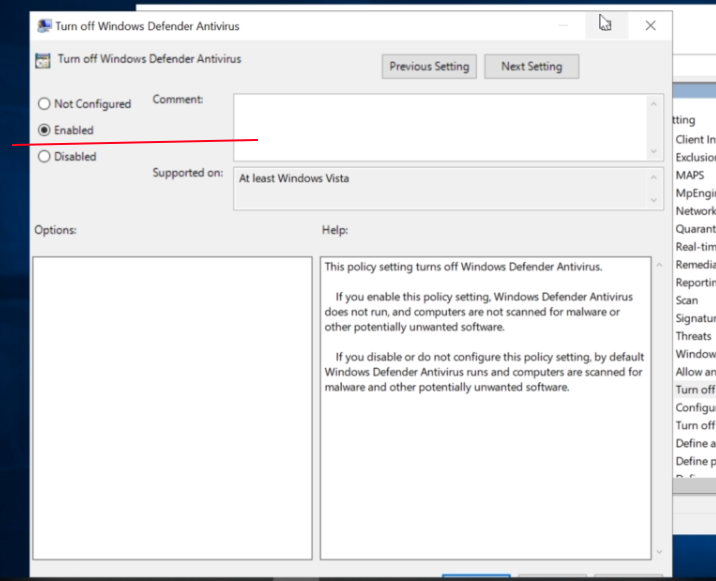 Turn off Windows Defender Antivirus
Turn off Windows Defender Antivirus
Previous Setting
Next Setting
Not Configured
Enabled
Disabled
Comment:
Supported on:
At least Windows Vista
Options:
Help:
This policy setting turns off Windows Defender Antivirus.
If you enable this policy setting, Windows Defender Antivirus
does not run, and computers are not scanned for malware or
other potentially unwanted software.
If you disable or do not configure this policy setting, by default
Windows Defender Antivirus runs and computers are scanned for
malware and other potentially unwanted software.
tting
Client In
Exclusion
MAPS
MpEngi
Network
Quarant
Real-tim
Remedia
Reportin
Scan
Signatur
Threats
Window
Allow an
Turn off
Configu
Turn off
Define a
Define p